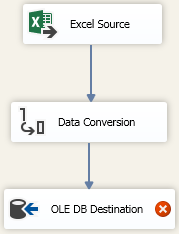 Excel Source
Data Conversion
OLE DB Destination